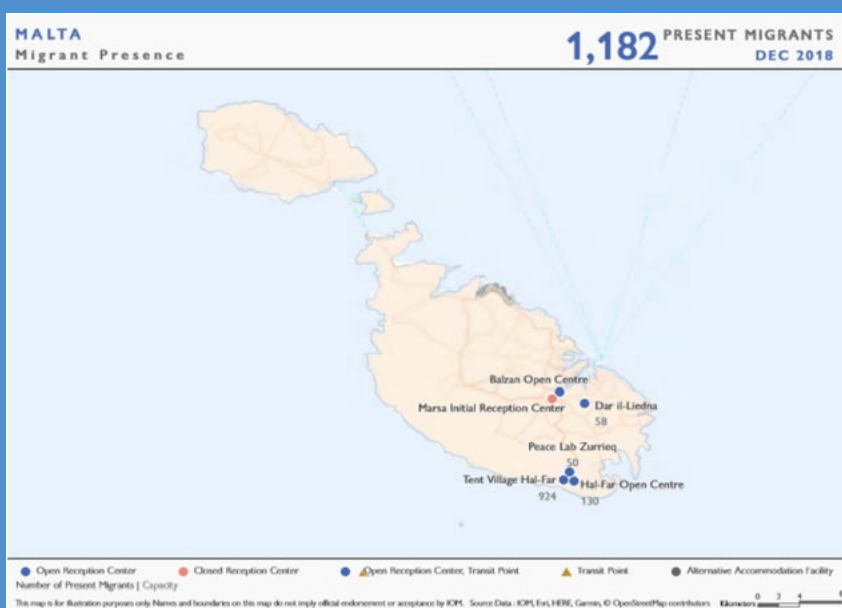 MALTA
Migrant Presence
1,182 PRESENT MIGRANTS
DEC 2018
Balzan Open Centre
Marsa Initial Reception Center
Dar il-Liedna
58
Peace Lab Zurrieq
50
Tent Village Hal-Far
Hal-Far Open Centre
924
130
Open Reception Center
Closed Reception Center
Open Reception Center, Transit Point
Transit Point
Alternative Accommodation Facility
Number of Present Migrants | Capacity
This map is for illustration purposes only. Names and boundaries on this map do not imply official endorsement or acceptance by IOM. Source Data : IOM, Esri, HERE, Garmin, © OpenStreetMap contributors
Kilometers
0 2 4 8